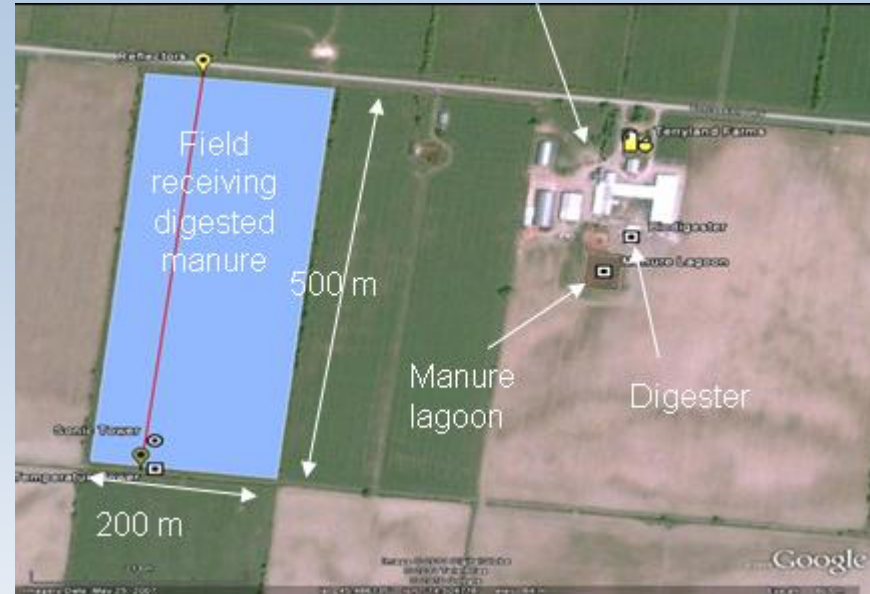 Reflectors
Terryland Farms
Field
receiving
digested
manure
Biodigester
Manure Lagoon
500 m
Manure
lagoon
Digester
Sonic Tower
Temperature Tower
200 m
Google